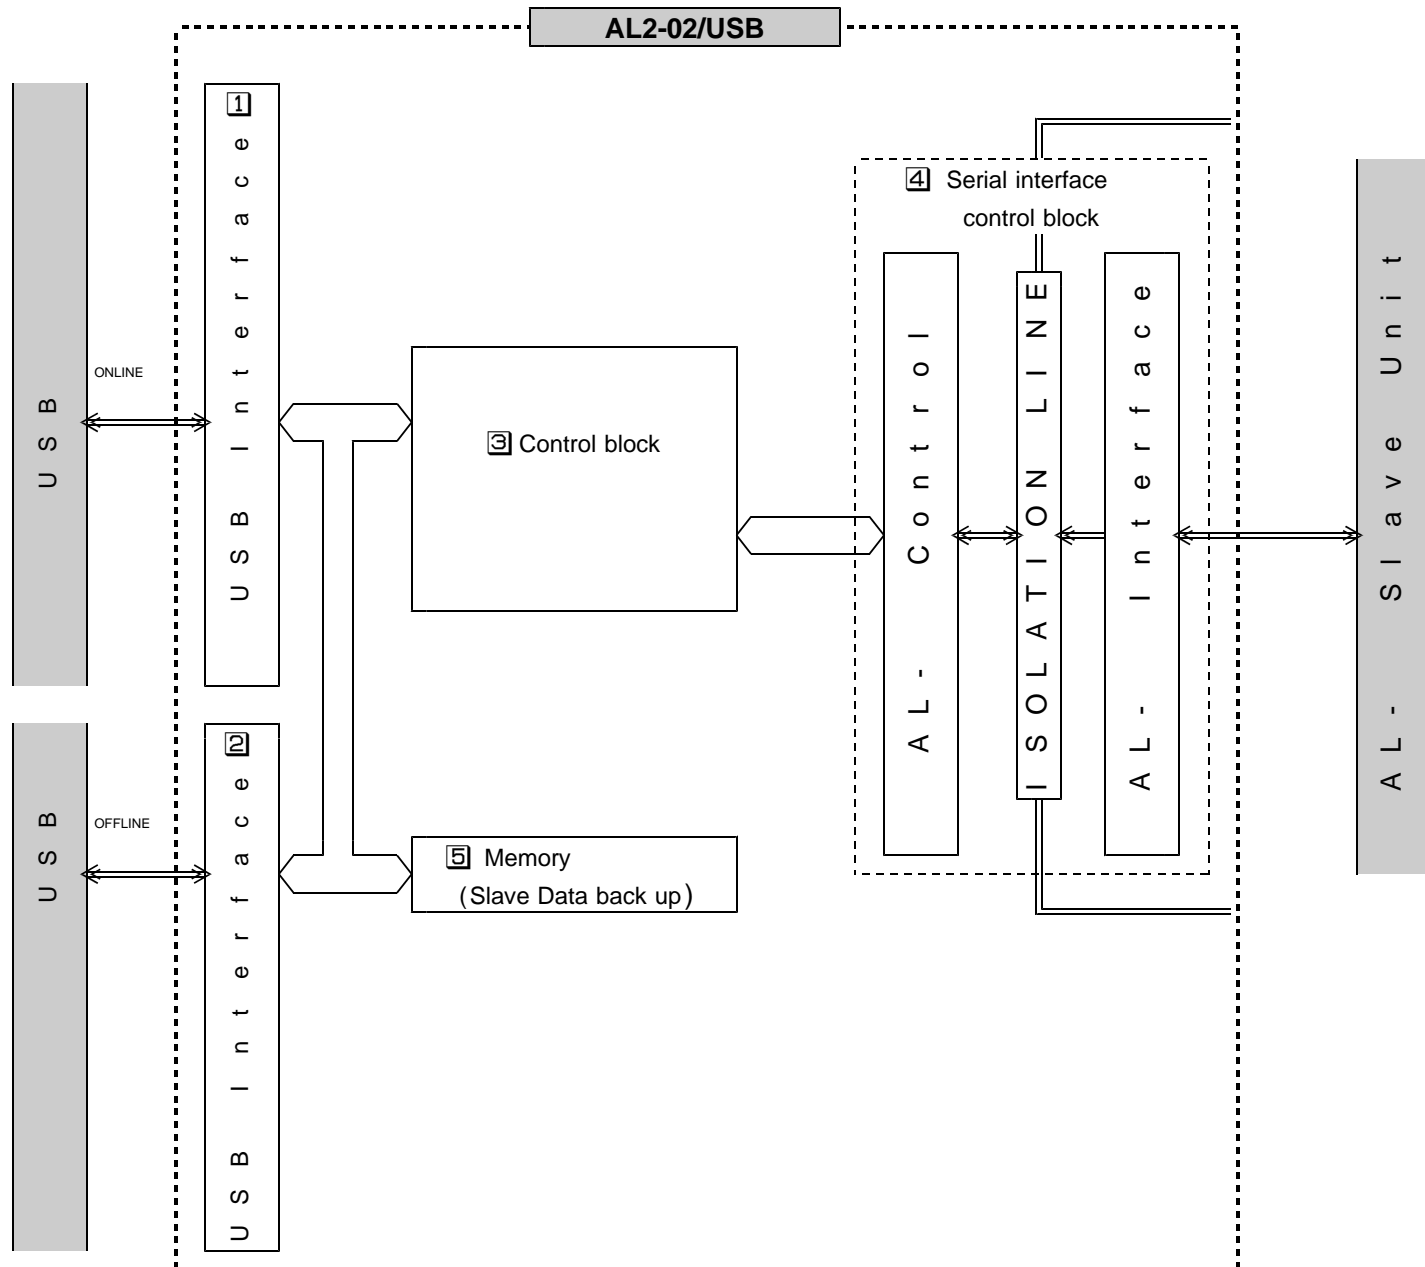 AL2-02/USB
USB
ONLINE
1 USB Interface
3 Control block
4 Serial interface
control block
AL- Control
ISOLATION LINE
AL- Interface
AL- Slave Unit
USB
OFFLINE
2 USB Interface
5 Memory
(Slave Data back up)